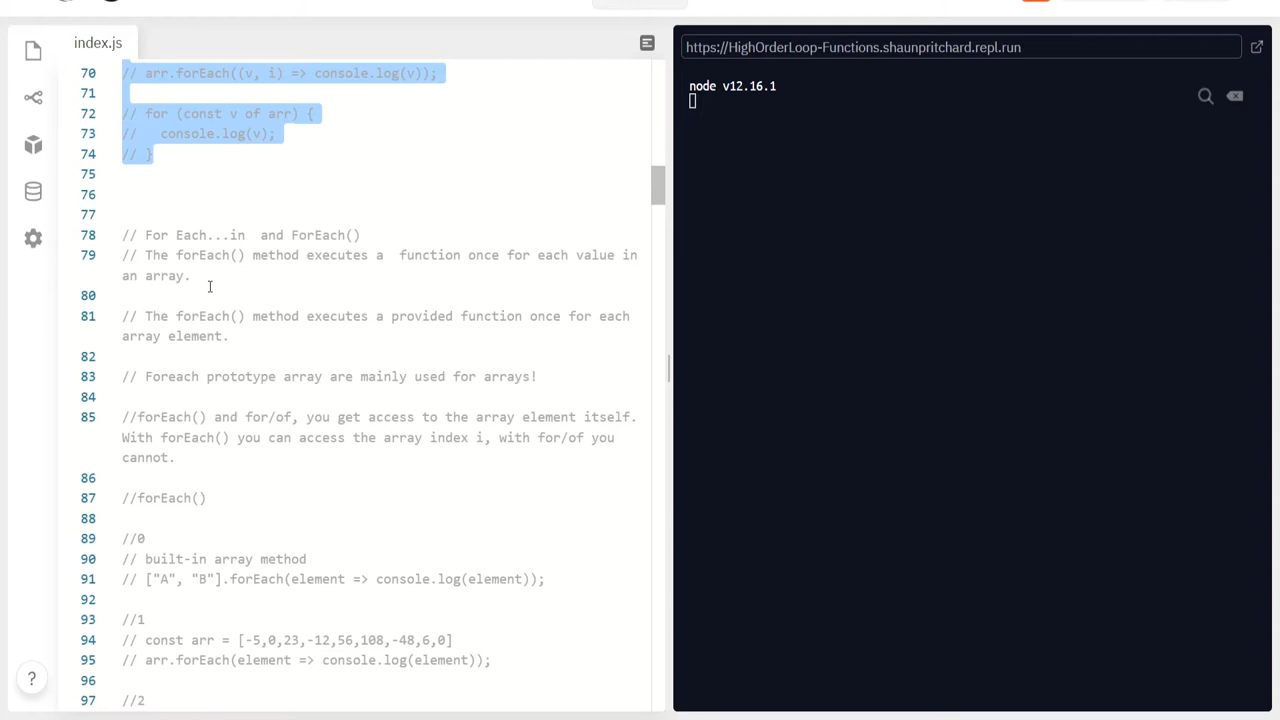 index.js
https://HighOrderLoop-Functions.shaunpritchard.repl.run
node v12.16.1
70 // arr.forEach((v, i) => console.log(v));
71
72 // for (const v of arr) {
73 //   console.log(v);
74 // }
75
76
77
78 // For Each...in  and ForEach()
79 // The forEach() method executes a  function once for each value in
an array.
80
81 // The forEach() method executes a provided function once for each
array element.
82
83 // Foreach prototype array are mainly used for arrays!
84
85 //forEach() and for/of, you get access to the array element itself.
With forEach() you can access the array index i, with for/of you
cannot.
86
87 //forEach()
88
89 //0
90 // built-in array method
91 // ["A", "B"].forEach(element => console.log(element));
92
93 //1
94 // const arr = [-5,0,23,-12,56,108,-48,6,0]
95 // arr.forEach(element => console.log(element));
96
97 //2
?